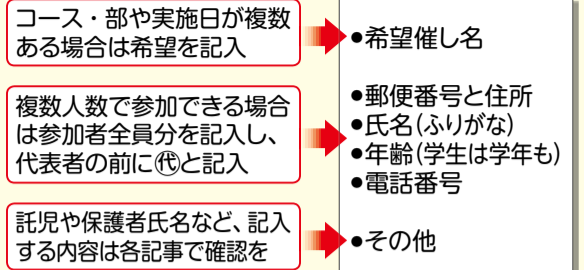 コース・部や実施日が複数
ある場合は希望を記入
●希望催し名
複数人数で参加できる場合
は参加者全員分を記入し、
代表者の前に㈹と記入
●郵便番号と住所
●氏名(ふりがな)
●年齢(学生は学年も)
●電話番号
託児や保護者氏名など、記入
する内容は各記事で確認を
●その他